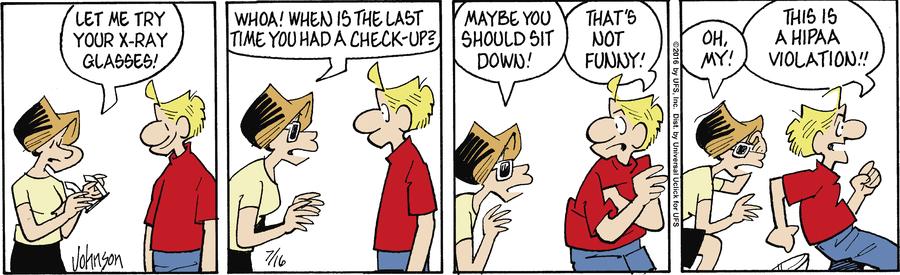 LET ME TRY
YOUR X-RAY
GLASSES!
Johnson
WHOA! WHEN IS THE LAST
TIME YOU HAD A CHECK-UP?
7/16
MAYBE YOU
SHOULD SIT
DOWN!
THAT'S
NOT
FUNNY!
©2016 by UFS, Inc. Dist. by Universal Uclick for UFS
OH,
MY!
THIS IS
A HIPAA
VIOLATION!!